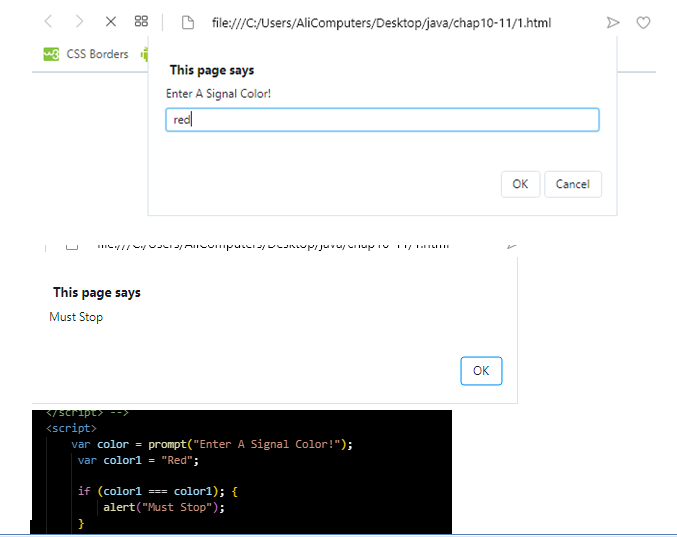 file:///C:/Users/AliComputers/Desktop/java/chap10-11/1.html
CSS Borders
This page says
Enter A Signal Color!
red
OK Cancel
file:///C:/Users/AliComputers/Desktop/java/chap10-11/1.html
This page says
Must Stop
OK
</script> -->
<script>
var color = prompt("Enter A Signal Color!");
var color1 = "Red";
if (color1 === color1); {
alert("Must Stop");
}